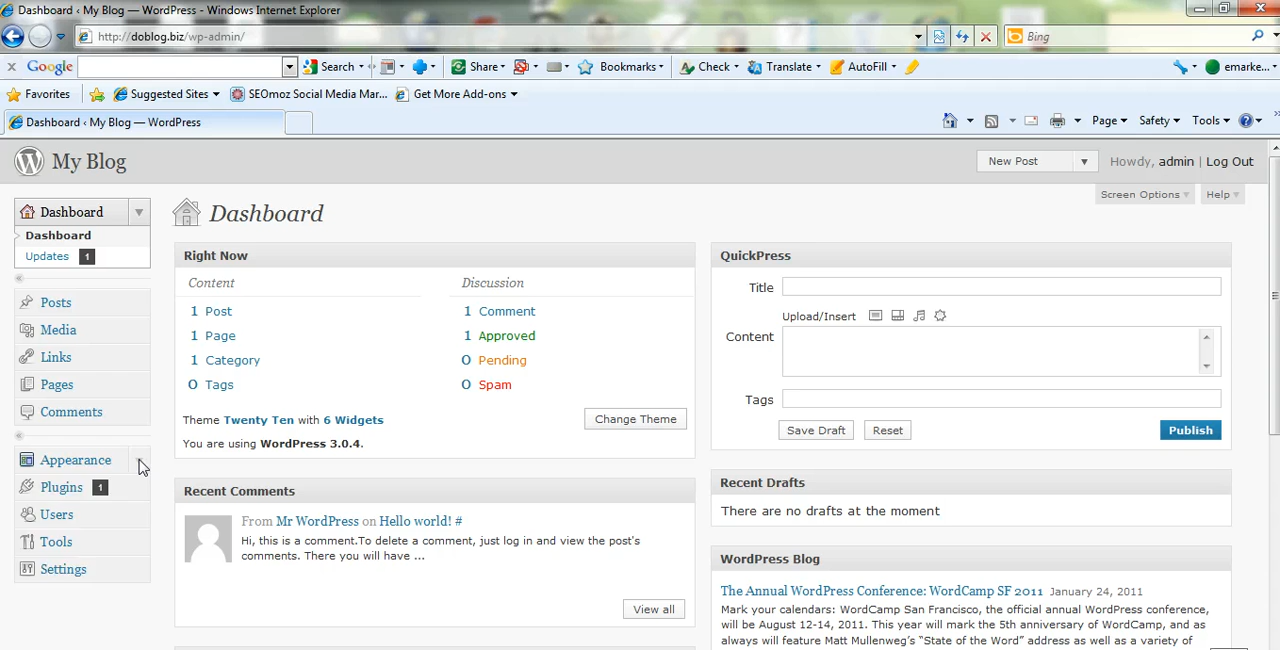 Dashboard ‹ My Blog — WordPress - Windows Internet Explorer
http://doblog.biz/wp-admin/
Bing
x Google Search Share Bookmarks Check Translate AutoFill emarke...
Favorites Suggested Sites SEOmoz Social Media Mar... Get More Add-ons
Dashboard ‹ My Blog — WordPress
Page Safety Tools
My Blog
New Post
Howdy, admin | Log Out
Screen Options
Help
Dashboard
Dashboard
Updates 1
Posts
Media
Links
Pages
Comments
Appearance
Plugins 1
Users
Tools
Settings
Dashboard
Right Now
Content
Discussion
1 Post
1 Comment
1 Page
1 Approved
1 Category
0 Pending
0 Tags
0 Spam
Theme Twenty Ten with 6 Widgets
Change Theme
You are using WordPress 3.0.4.
Recent Comments
From Mr WordPress on Hello world! #
Hi, this is a comment.To delete a comment, just log in and view the post's
comments. There you will have ...
View all
QuickPress
Title
Upload/Insert
Content
Tags
Save Draft
Reset
Publish
Recent Drafts
There are no drafts at the moment
WordPress Blog
The Annual WordPress Conference: WordCamp SF 2011 January 24, 2011
Mark your calendars: WordCamp San Francisco, the official annual WordPress conference,
will be August 12-14, 2011. This year will mark the 5th anniversary of WordCamp, and as
always will feature Matt Mullenweg's "State of the Word" address as well as a variety of